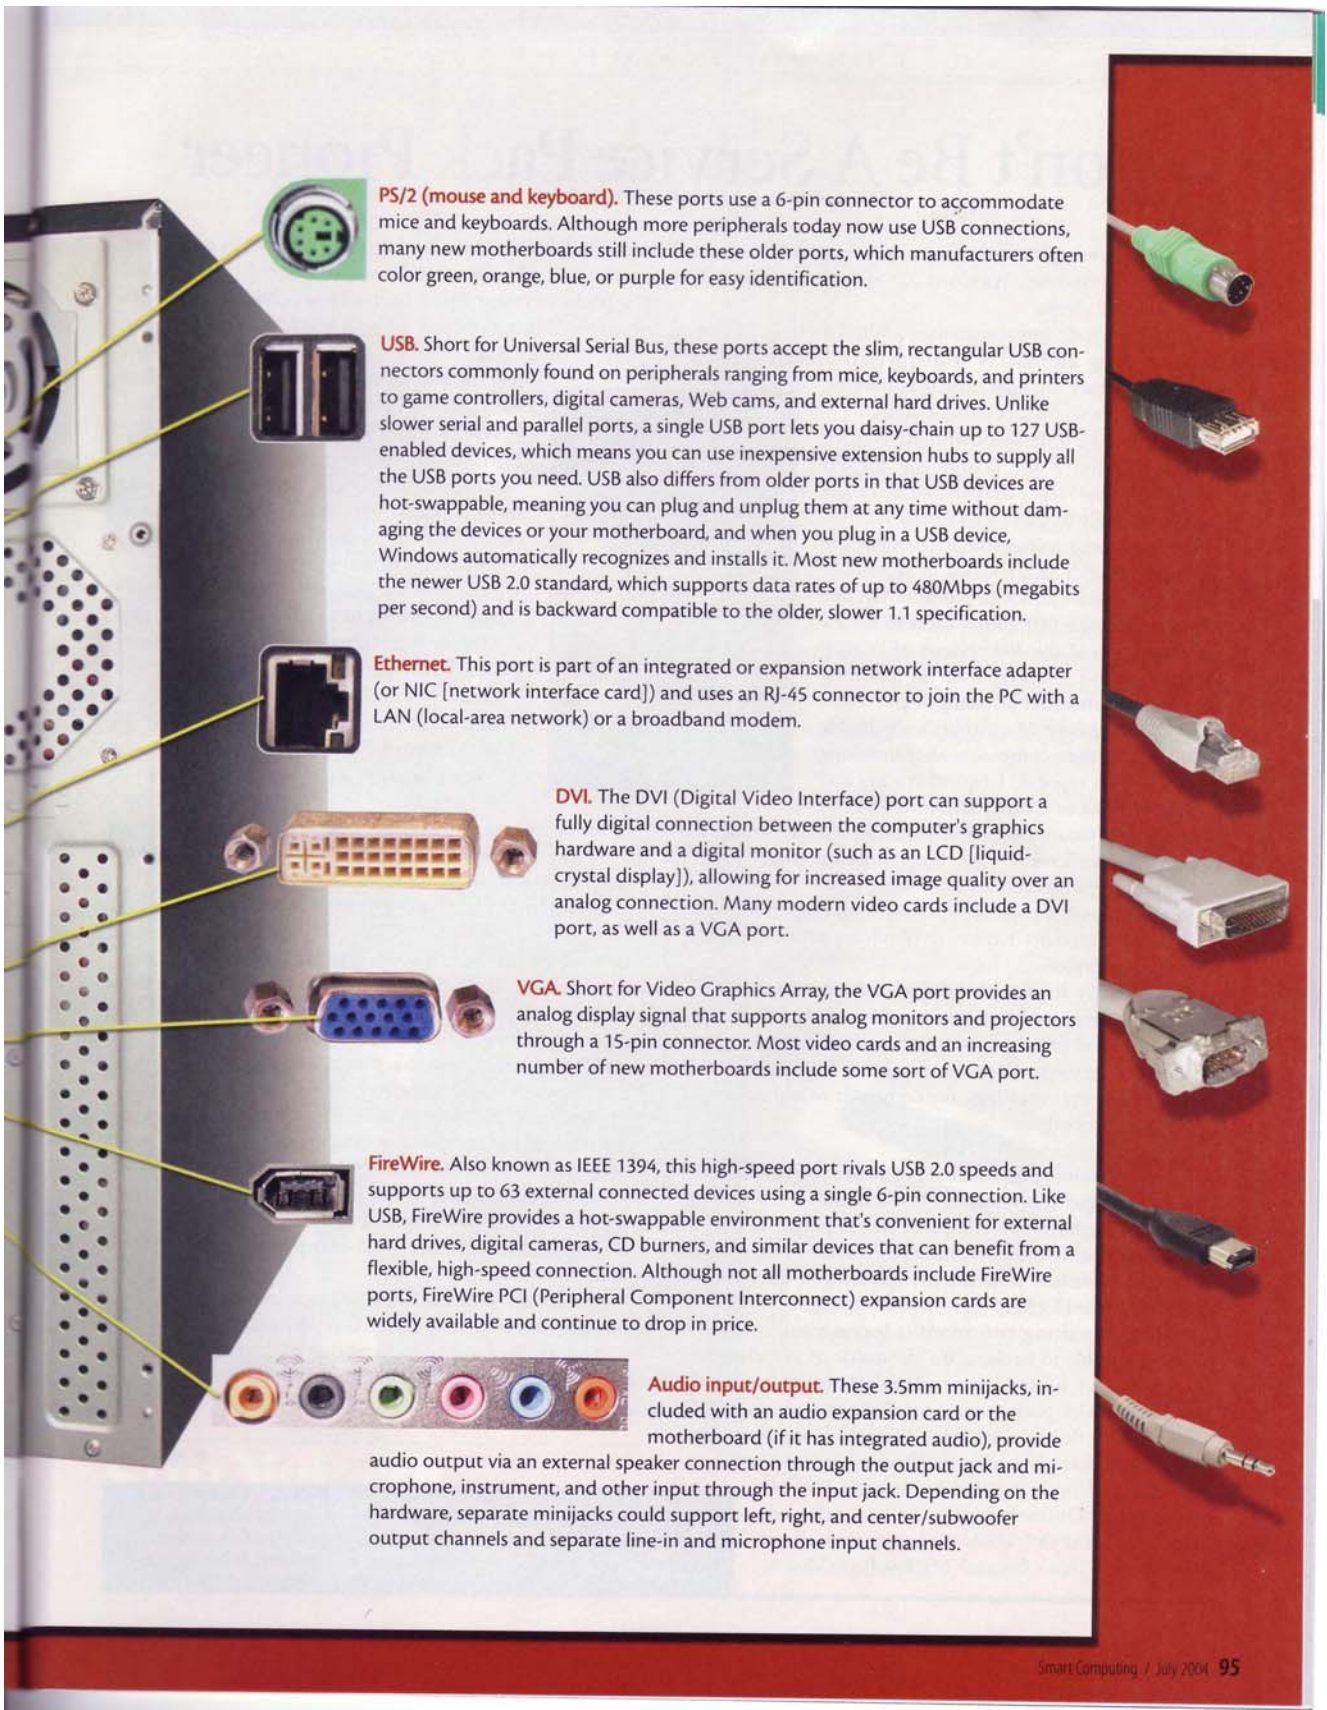 PS/2 (mouse and keyboard). These ports use a 6-pin connector to accommodate
mice and keyboards. Although more peripherals today now use USB connections,
many new motherboards still include these older ports, which manufacturers often
color green, orange, blue, or purple for easy identification.
USB. Short for Universal Serial Bus, these ports accept the slim, rectangular USB con-
nectors commonly found on peripherals ranging from mice, keyboards, and printers
to game controllers, digital cameras, Web cams, and external hard drives. Unlike
slower serial and parallel ports, a single USB port lets you daisy-chain up to 127 USB-
enabled devices, which means you can use inexpensive extension hubs to supply all
the USB ports you need. USB also differs from older ports in that USB devices are
hot-swappable, meaning you can plug and unplug them at any time without dam-
aging the devices or your motherboard, and when you plug in a USB device,
Windows automatically recognizes and installs it. Most new motherboards include
the newer USB 2.0 standard, which supports data rates of up to 480Mbps (megabits
per second) and is backward compatible to the older, slower 1.1 specification.
Ethernet. This port is part of an integrated or expansion network interface adapter
(or NIC [network interface card]) and uses an RJ-45 connector to join the PC with a
LAN (local-area network) or a broadband modem.
DVI. The DVI (Digital Video Interface) port can support a
fully digital connection between the computer's graphics
hardware and a digital monitor (such as an LCD [liquid-
crystal display]), allowing for increased image quality over an
analog connection. Many modern video cards include a DVI
port, as well as a VGA port.
VGA. Short for Video Graphics Array, the VGA port provides an
analog display signal that supports analog monitors and projectors
through a 15-pin connector. Most video cards and an increasing
number of new motherboards include some sort of VGA port.
FireWire. Also known as IEEE 1394, this high-speed port rivals USB 2.0 speeds and
supports up to 63 external connected devices using a single 6-pin connection. Like
USB, FireWire provides a hot-swappable environment that's convenient for external
hard drives, digital cameras, CD burners, and similar devices that can benefit from a
flexible, high-speed connection. Although not all motherboards include FireWire
ports, FireWire PCI (Peripheral Component Interconnect) expansion cards are
widely available and continue to drop in price.
Audio input/output. These 3.5mm minijacks, in-
cluded with an audio expansion card or the
motherboard (if it has integrated audio), provide
audio output via an external speaker connection through the output jack and mi-
crophone, instrument, and other input through the input jack. Depending on the
hardware, separate minijacks could support left, right, and center/subwoofer
output channels and separate line-in and microphone input channels.
Smart Computing / July 2004 95